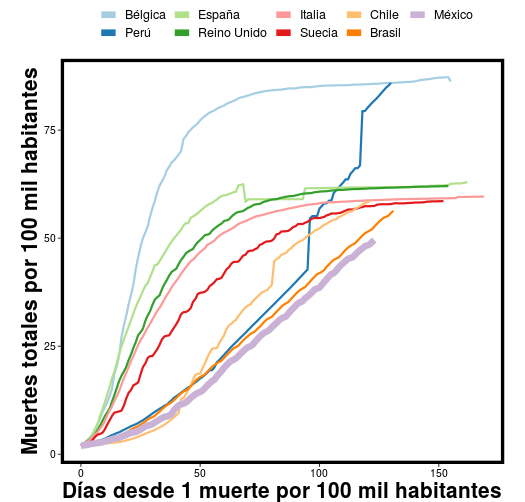 Bélgica España Italia Chile México
Perú Reino Unido Suecia Brasil
Muertes totales por 100 mil habitantes
75
50
25
0
0 50 100 150
Días desde 1 muerte por 100 mil habitantes